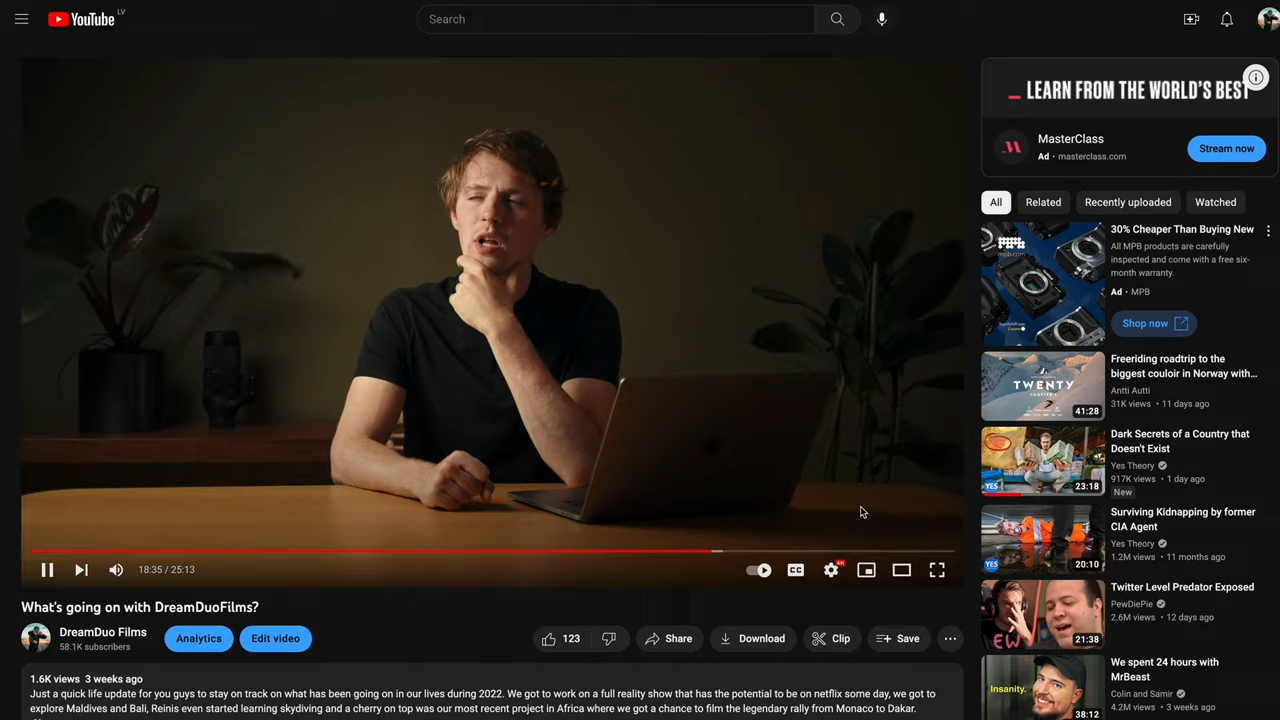 YouTube LV
Search
LEARN FROM THE WORLD'S BEST
MasterClass
Ad · masterclass.com
Stream now
All
Related
Recently uploaded
Watched
30% Cheaper Than Buying New
All MPB products are carefully
inspected and come with a free six-
month warranty.
Ad · MPB
Shop now
mpb.com
Freeriding roadtrip to the
biggest couloir in Norway with...
Antti Autti
31K views · 11 days ago
TWENTY
41:28
Dark Secrets of a Country that
Doesn't Exist
Yes Theory
917K views · 1 day ago
New
YES
23:18
Surviving Kidnapping by former
CIA Agent
Yes Theory
1.2M views · 11 months ago
YES
20:10
Twitter Level Predator Exposed
PewDiePie
2.6M views · 12 days ago
EW
21:38
We spent 24 hours with
MrBeast
Colin and Samir
4.2M views · 3 weeks ago
Insanity.
38:12
18:35 / 25:13
CC
What's going on with DreamDuoFilms?
DreamDuo Films
58.1K subscribers
Analytics
Edit video
123
Share
Download
Clip
Save
1.6K views 3 weeks ago
Just a quick life update for you guys to stay on track on what has been going on in our lives during 2022. We got to work on a full reality show that has the potential to be on netflix some day, we got to
explore Maldives and Bali, Reinis even started learning skydiving and a cherry on top was our most recent project in Africa where we got a chance to film the legendary rally from Monaco to Dakar.